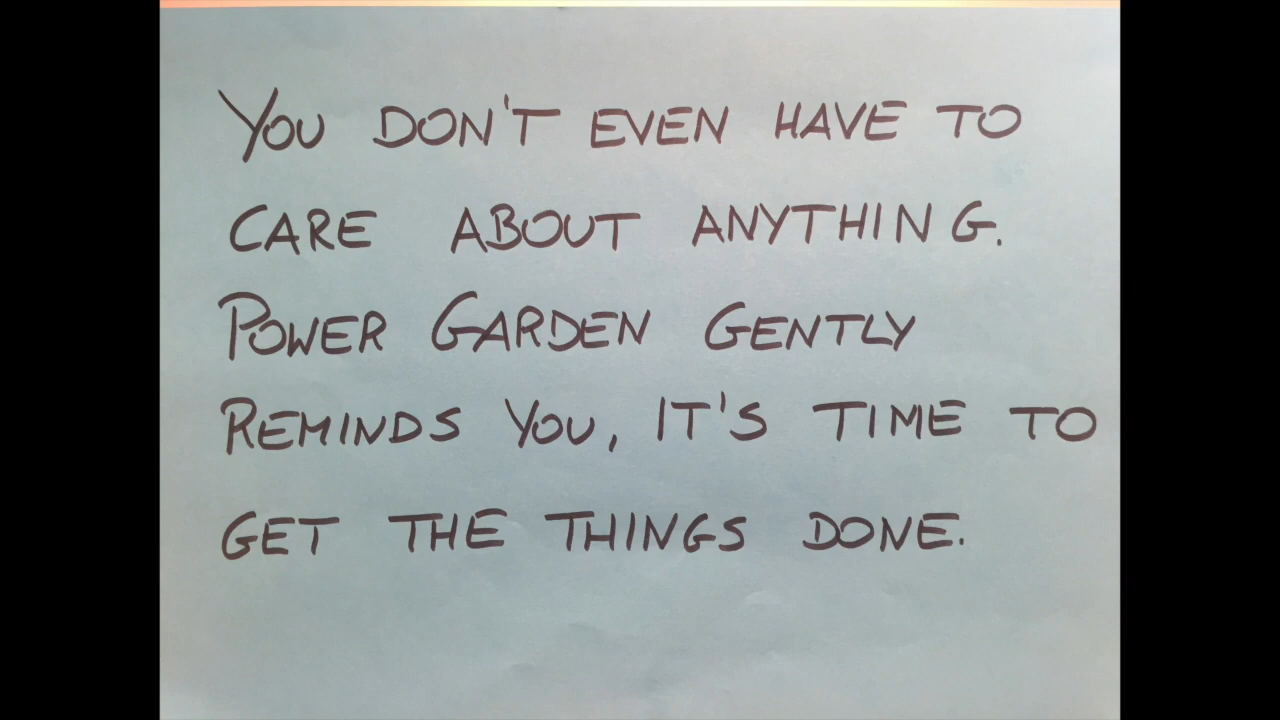 YOU DON'T EVEN HAVE TO
CARE ABOUT ANYTHING.
POWER GARDEN GENTLY
REMINDS YOU, IT'S TIME TO
GET THE THINGS DONE.